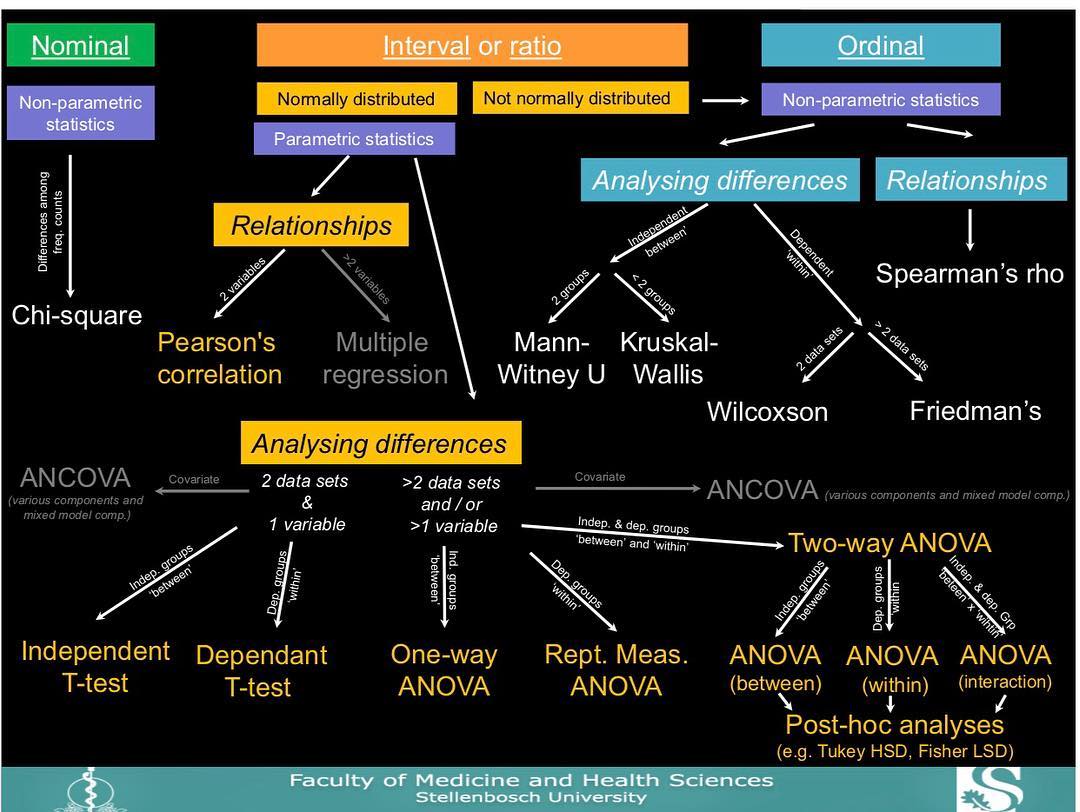 Nominal
Interval or ratio
Ordinal
Non-parametric
statistics
Normally distributed
Not normally distributed
Non-parametric statistics
Parametric statistics
Analysing differences
Relationships
Differences among
freq. counts
Relationships
Independent
between'
Dependent
'within'
2 variables
>2 variables
Spearman's rho
2 groups
< 2 groups
Chi-square
Pearson's
correlation
Multiple
regression
Mann-
Witney U
Kruskal-
Wallis
2 data sets
> 2 data sets
Wilcoxson
Friedman's
Analysing differences
ANCOVA
(various components and
mixed model comp.)
Covariate
2 data sets
&
1 variable
>2 data sets
and / or
>1 variable
Covariate
ANCOVA (various components and mixed model comp.)
Indep. & dep. groups
'between' and 'within'
Two-way ANOVA
Indep. groups
'between'
Dep. groups
'within'
Ind. groups
'between'
Dep. groups
'within'
Indep. groups
'between'
Dep. groups
'within
Indep. & dep. Grp
beteen' x 'wihtin'
Independent
T-test
Dependant
T-test
One-way
ANOVA
Rept. Meas.
ANOVA
ANOVA
(between)
ANOVA
(within)
ANOVA
(interaction)
Post-hoc analyses
(e.g. Tukey HSD, Fisher LSD)
Faculty of Medicine and Health Sciences
Stellenbosch University